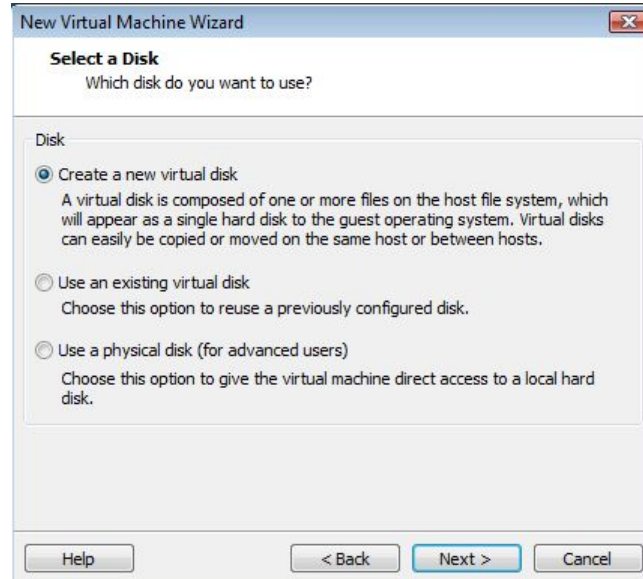 New Virtual Machine Wizard
Select a Disk
Which disk do you want to use?
Disk
Create a new virtual disk
A virtual disk is composed of one or more files on the host file system, which
will appear as a single hard disk to the guest operating system. Virtual disks
can easily be copied or moved on the same host or between hosts.
Use an existing virtual disk
Choose this option to reuse a previously configured disk.
Use a physical disk (for advanced users)
Choose this option to give the virtual machine direct access to a local hard
disk.
Help
< Back
Next >
Cancel